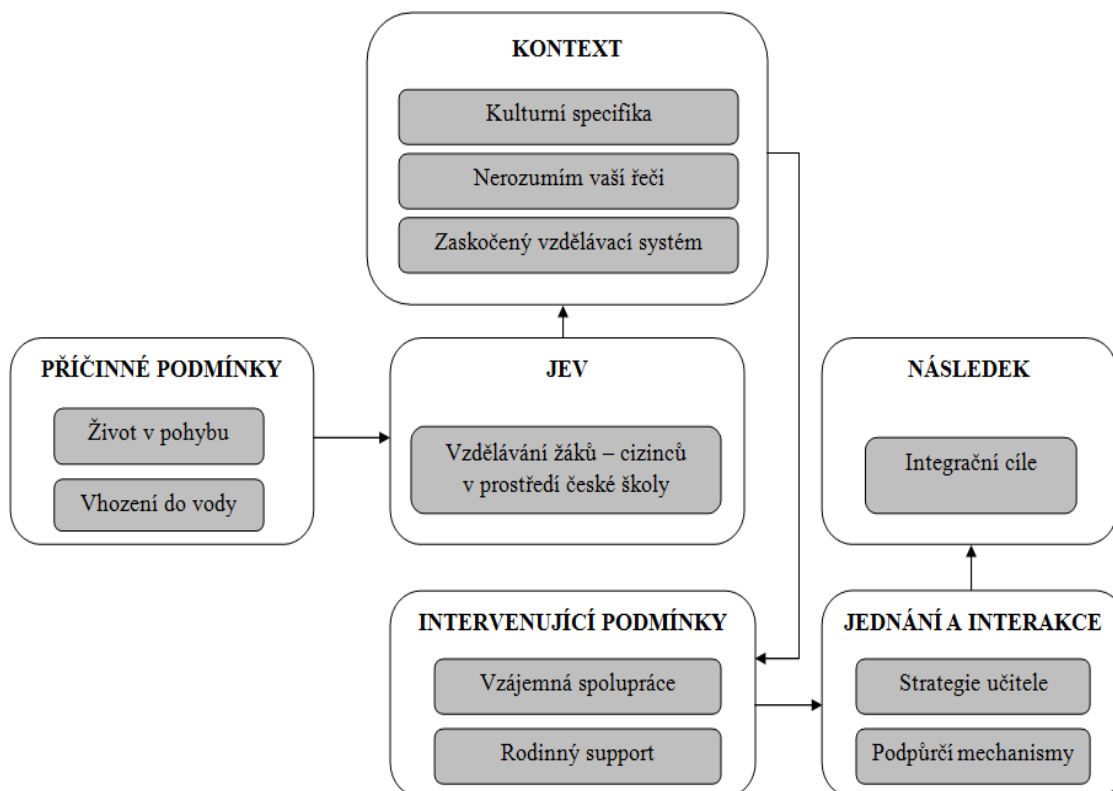 KONTEXT
Kulturní specifika
Nerozumím vaší řeči
Zaskočený vzdělávací systém
PŘÍČINNÉ PODMÍNKY
Život v pohybu
Vhození do vody
JEV
Vzdělávání žáků – cizinců
v prostředí české školy
NÁSLEDEK
Integrační cíle
INTERVENUJÍCÍ PODMÍNKY
Vzájemná spolupráce
Rodinný support
JEDNÁNÍ A INTERAKCE
Strategie učitele
Podpůrčí mechanismy